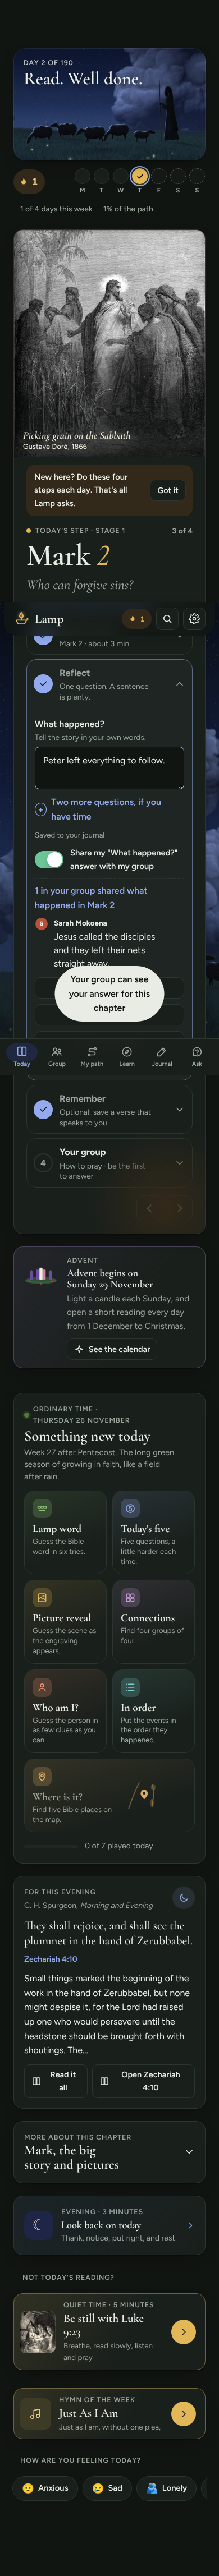 DAY 2 OF 190
Read. Well done.
1
M T W T F S S
1 of 4 days this week · 1% of the path
Picking grain on the Sabbath
Gustave Doré, 1866
New here? Do these four
steps each day. That's all
Lamp asks.
Got it
TODAY'S STEP · STAGE 1
3 of 4
Mark 2
Who can forgive sins?
Lamp
1
Mark 2 · about 3 min
Reflect
One question. A sentence
is plenty.
What happened?
Tell the story in your own words.
Peter left everything to follow.
Two more questions, if you
have time
Saved to your journal
Share my "What happened?"
answer with my group
1 in your group shared what
happened in Mark 2
S
Sarah Mokoena
Jesus called the disciples
and they left their nets
straight away
Your group can see
your answer for this
chapter
Today
Group
My path
Learn
Journal
Ask
Remember
Optional: save a verse that
speaks to you
4
Your group
How to pray · be the first
to answer
ADVENT
Advent begins on
Sunday 29 November
Light a candle each Sunday, and
open a short reading every day
from 1 December to Christmas.
See the calendar
ORDINARY TIME ·
THURSDAY 26 NOVEMBER
Something new today
Week 27 after Pentecost. The long green
season of growing in faith, like a field
after rain.
Lamp word
Guess the Bible
word in six tries.
Today's five
Five questions, a
little harder each
time.
Picture reveal
Guess the scene as
the engraving
appears.
Connections
Find four groups of
four.
Who am I?
Guess the person in
as few clues as you
can.
In order
Put the events in
the order they
happened.
Where is it?
Find five Bible places on
the map.
0 of 7 played today
FOR THIS EVENING
C. H. Spurgeon, Morning and Evening
They shall rejoice, and shall see the
plummet in the hand of Zerubbabel.
Zechariah 4:10
Small things marked the beginning of the
work in the hand of Zerubbabel, but none
might despise it, for the Lord had raised
up one who would persevere until the
headstone should be brought forth with
shoutings. The…
Read it
all
Open Zechariah
4:10
MORE ABOUT THIS CHAPTER
Mark, the big
story and pictures
EVENING · 3 MINUTES
Look back on today
Thank, notice, put right, and rest
NOT TODAY'S READING?
QUIET TIME · 5 MINUTES
Be still with Luke
9:23
Breathe, read slowly, listen
and pray
HYMN OF THE WEEK
Just As I Am
Just as I am, without one plea,
HOW ARE YOU FEELING TODAY?
Anxious
Sad
Lonely